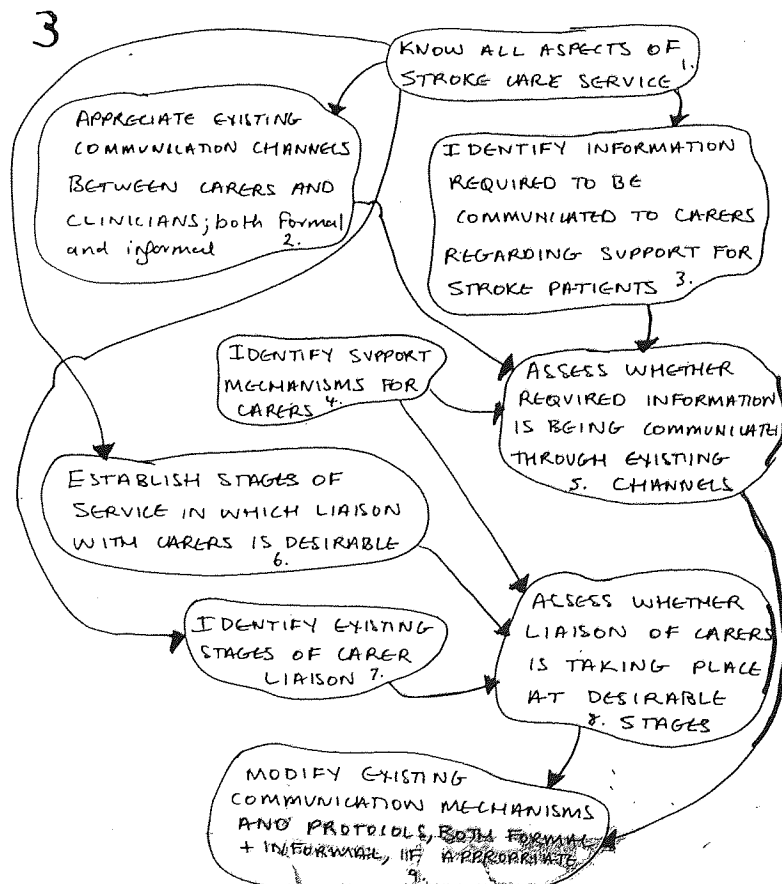 3
KNOW ALL ASPECTS OF
STROKE CARE SERVICE 1.
APPRECIATE EXISTING
COMMUNICATION CHANNELS
BETWEEN CARERS AND
CLINICIANS; both formal
and informal 2.
IDENTIFY INFORMATION
REQUIRED TO BE
COMMUNICATED TO CARERS
REGARDING SUPPORT FOR
STROKE PATIENTS 3.
IDENTIFY SUPPORT
MECHANISMS FOR
CARERS 4.
ASSESS WHETHER
REQUIRED INFORMATION
IS BEING COMMUNICATE
THROUGH EXISTING
5. CHANNELS
ESTABLISH STAGES OF
SERVICE IN WHICH LIAISON
WITH CARERS IS DESIRABLE
6.
IDENTIFY EXISTING
STAGES OF CARER
LIAISON 7.
ASSESS WHETHER
LIAISON OF CARERS
IS TAKING PLACE
AT DESIRABLE
8. STAGES
MODIFY EXISTING
COMMUNICATION MECHANISMS
AND PROTOCOLS, BOTH FORMAL
+ INFORMAL, IF APPROPRIATE
9.